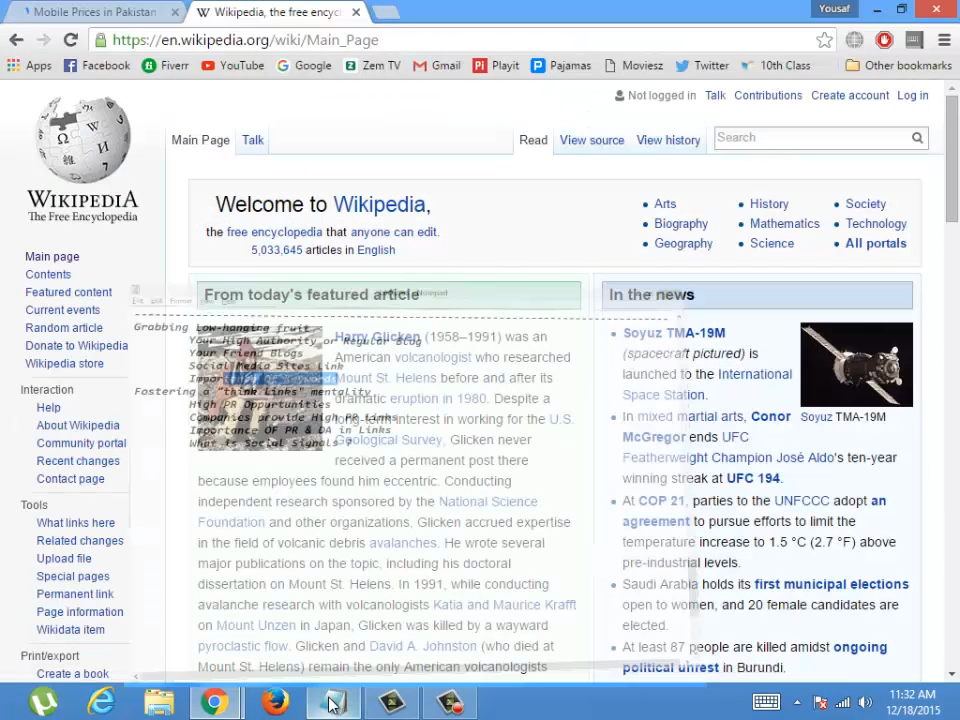 Mobile Prices in Pakistan
Wikipedia, the free encyc
Yousaf
https://en.wikipedia.org/wiki/Main_Page
Apps
Facebook
Fiverr
YouTube
Google
Zem TV
Gmail
Playit
Pajamas
Moviesz
Twitter
10th Class
Other bookmarks
Not logged in
Talk
Contributions
Create account
Log in
Main Page
Talk
Read
View source
View history
Search
WIKIPEDIA
The Free Encyclopedia
Welcome to Wikipedia,
the free encyclopedia that anyone can edit.
5,033,645 articles in English
Arts
Biography
Geography
History
Mathematics
Science
Society
Technology
All portals
Main page
Contents
Featured content
Current events
Random article
Donate to Wikipedia
Wikipedia store
Interaction
Help
About Wikipedia
Community portal
Recent changes
Contact page
Tools
What links here
Related changes
Upload file
Special pages
Permanent link
Page information
Wikidata item
Print/export
Create a book
From today's featured article
Harry Glicken (1958–1991) was an
American volcanologist who researched
Mount St. Helens before and after its
dramatic eruption in 1980. Despite a
long-term interest in working for the U.S.
Geological Survey, Glicken never
received a permanent post there
because employees found him eccentric. Conducting
independent research sponsored by the National Science
Foundation and other organizations, Glicken accrued expertise
in the field of volcanic debris avalanches. He wrote several
major publications on the topic, including his doctoral
dissertation on Mount St. Helens. In 1991, while conducting
avalanche research with volcanologists Katia and Maurice Krafft
on Mount Unzen in Japan, Glicken was killed by a wayward
pyroclastic flow. Glicken and David A. Johnston (who died at
Mount St. Helens) remain the only American volcanologists
Grabbing Low-hanging fruit
Your High Authority or Regular Blog
Your Friend Blogs
Social Media Sites Link
Fostering a "think Links" mentality
High PR Oppurtunities
Companies provide High PR Links
Importance OF PR & DA in Links
What Is Social Signals ?
In the news
Soyuz TMA-19M
(spacecraft pictured) is
launched to the International
Space Station.
Soyuz TMA-19M
In mixed martial arts, Conor
McGregor ends UFC
Featherweight Champion José Aldo's ten-year
winning streak at UFC 194.
At COP 21, parties to the UNFCCC adopt an
agreement to pursue efforts to limit the
temperature increase to 1.5 °C (2.7 °F) above
pre-industrial levels.
Saudi Arabia holds its first municipal elections
open to women, and 20 female candidates are
elected.
At least 87 people are killed amidst ongoing
political unrest in Burundi.
11:32 AM
12/18/2015